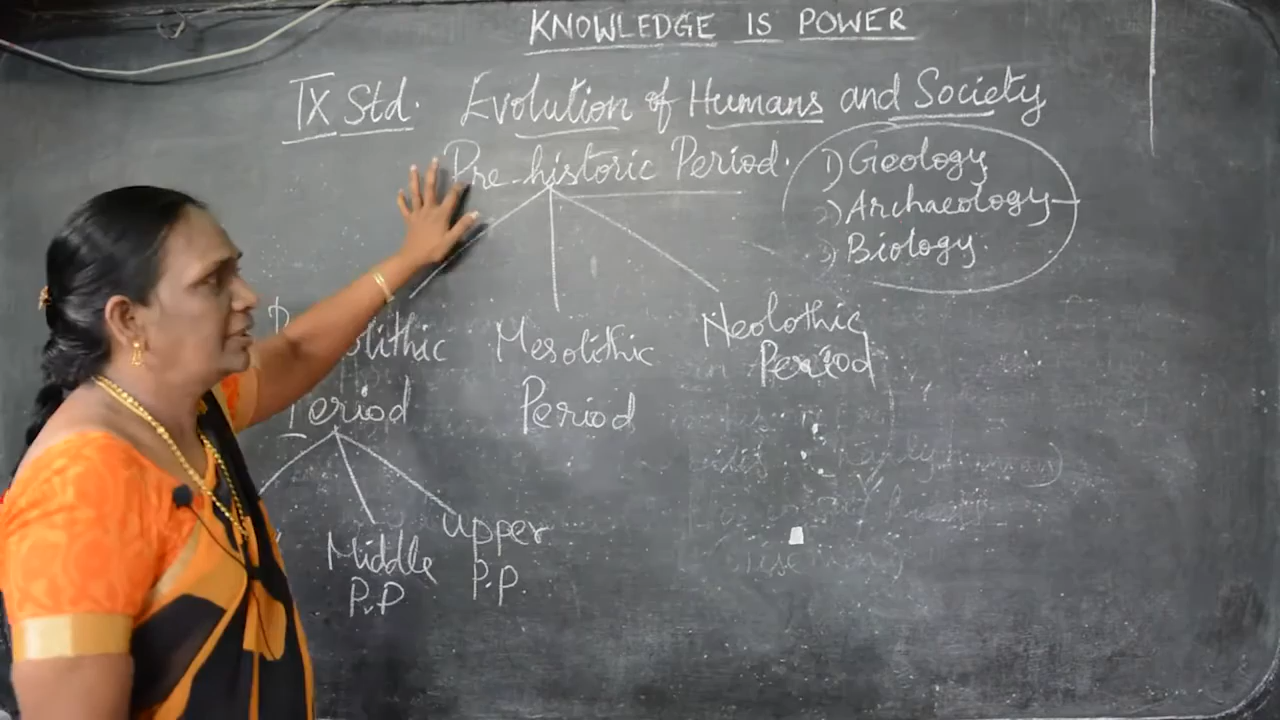 KNOWLEDGE IS POWER
IX Std. Evolution of Humans and Society
Pre-historic Period.
1) Geology
2) Archaeology
3) Biology.
Mesolithic
Period
Neolothic
Period
Period
Middle
P.P
Upper
P.P.